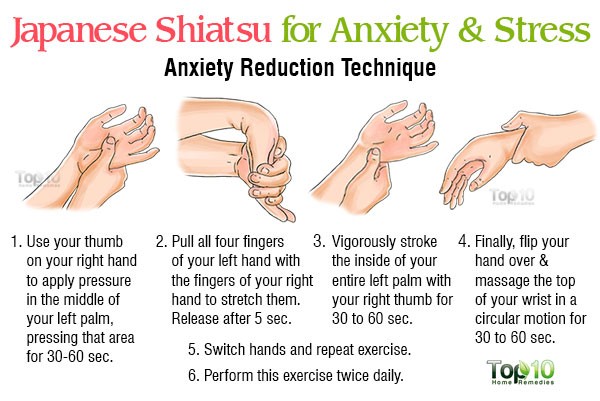 Japanese Shiatsu for Anxiety & Stress
Anxiety Reduction Technique
Top10
Home Remedies
Top10
Home Remedies
1. Use your thumb
on your right hand
to apply pressure
in the middle of
your left palm,
pressing that area
for 30-60 sec.
2. Pull all four fingers
of your left hand with
the fingers of your right
hand to stretch them.
Release after 5 sec.
3. Vigorously stroke
the inside of your
entire left palm with
your right thumb for
30 to 60 sec.
4. Finally, flip your
hand over &
massage the top
of your wrist in a
circular motion for
30 to 60 sec.
5. Switch hands and repeat exercise.
6. Perform this exercise twice daily.
Top10
Home Remedies